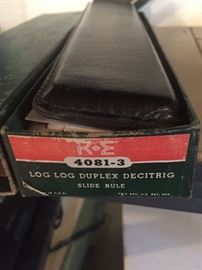 K+E
4081-3
LOG LOG DUPLEX DECITRIG
SLIDE RULE
U.S.A.